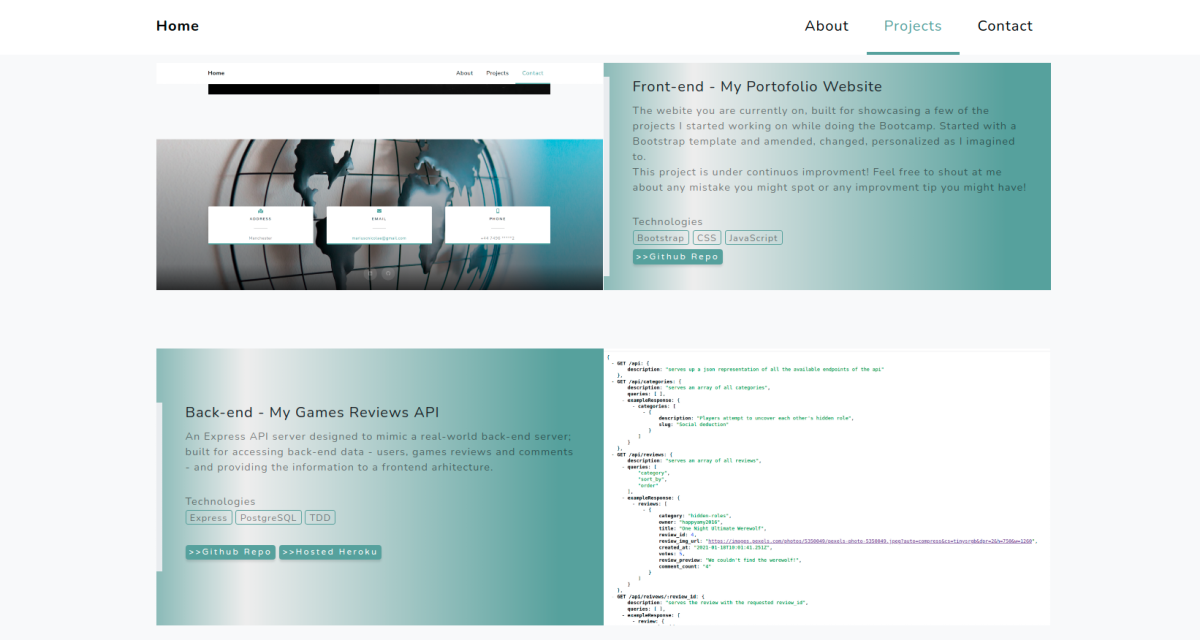 Home
About Projects Contact
Home
About Projects Contact
ADDRESS
EMAIL
PHONE
Manchester
Front-end - My Portofolio Website
The webite you are currently on, built for showcasing a few of the
projects I started working on while doing the Bootcamp. Started with a
Bootstrap template and amended, changed, personalized as I imagined
to.
This project is under continuos improvment! Feel free to shout at me
about any mistake you might spot or any improvment tip you might have!
Technologies
Bootstrap CSS JavaScript
>>Github Repo
Back-end - My Games Reviews API
An Express API server designed to mimic a real-world back-end server;
built for accessing back-end data - users, games reviews and comments
- and providing the information to a frontend arhitecture.
Technologies
Express PostgreSQL TDD
>>Github Repo >>Hosted Heroku
{
- GET /api: {
description: "serves up a json representation of all the available endpoints of the api"
},
- GET /api/categories: {
description: "serves an array of all categories",
queries: [ ],
- exampleResponse: {
- categories: [
- {
description: "Players attempt to uncover each other's hidden role",
slug: "Social deduction"
}
]
}
},
- GET /api/reviews: {
description: "serves an array of all reviews",
- queries: [
"category",
"sort_by",
"order"
],
- exampleResponse: {
- reviews: [
- {
category: "hidden-roles",
owner: "happyamy2016",
title: "One Night Ultimate Werewolf",
review_id: 4,
review_img_url: "https://images.pexels.com/photos/5350049/pexels-photo-5350049.jpeg?auto=compress&cs=tinysrgb&dpr=2&h=750&w=1260",
created_at: "2021-01-18T10:01:41.251Z",
votes: 5,
review_preview: "We couldn't find the werewolf!",
comment_count: "4"
}
]
}
},
- GET /api/reivews/:review_id: {
description: "serves the review with the requested review_id",
queries: [ ],
- exampleResponse: {
- review: {